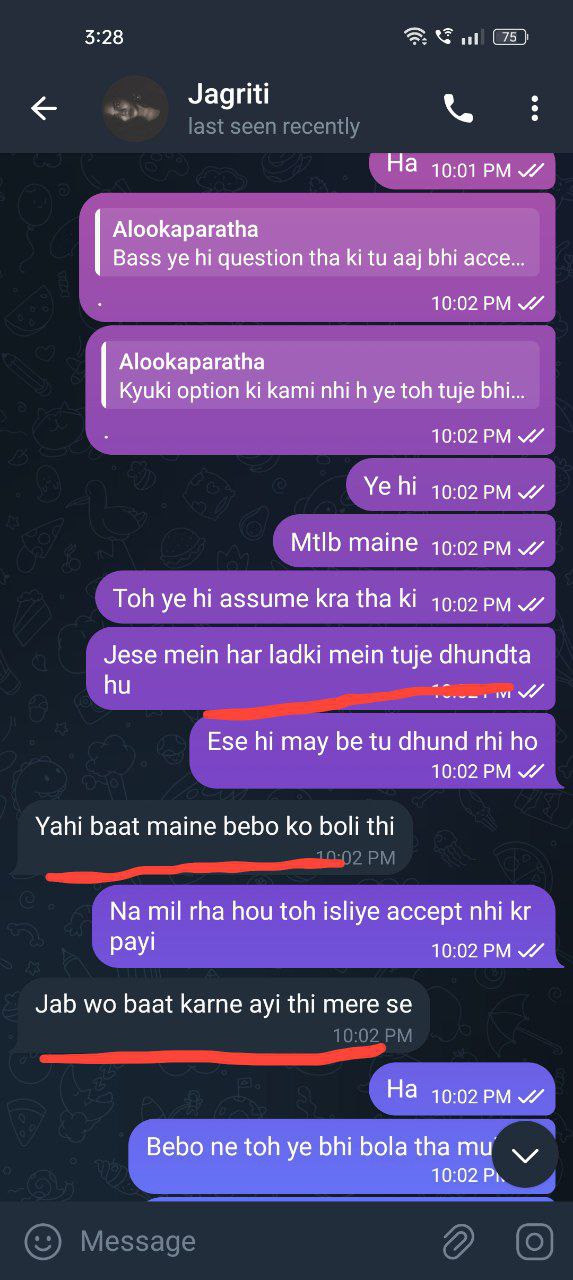 3:28
75
Jagriti
last seen recently
Ha 10:01 PM
Alookaparatha
Bass ye hi question tha ki tu aaj bhi acce...
. 10:02 PM
Alookaparatha
Kyuki option ki kami nhi h ye toh tuje bhi...
. 10:02 PM
Ye hi 10:02 PM
Mtlb maine 10:02 PM
Toh ye hi assume kra tha ki 10:02 PM
Jese mein har ladki mein tuje dhundta
hu 10:02 PM
Ese hi may be tu dhund rhi ho
10:02 PM
Yahi baat maine bebo ko boli thi
10:02 PM
Na mil rha hou toh isliye accept nhi kr
payi 10:02 PM
Jab wo baat karne ayi thi mere se
10:02 PM
Ha 10:02 PM
Bebo ne toh ye bhi bola tha
10:02
Message